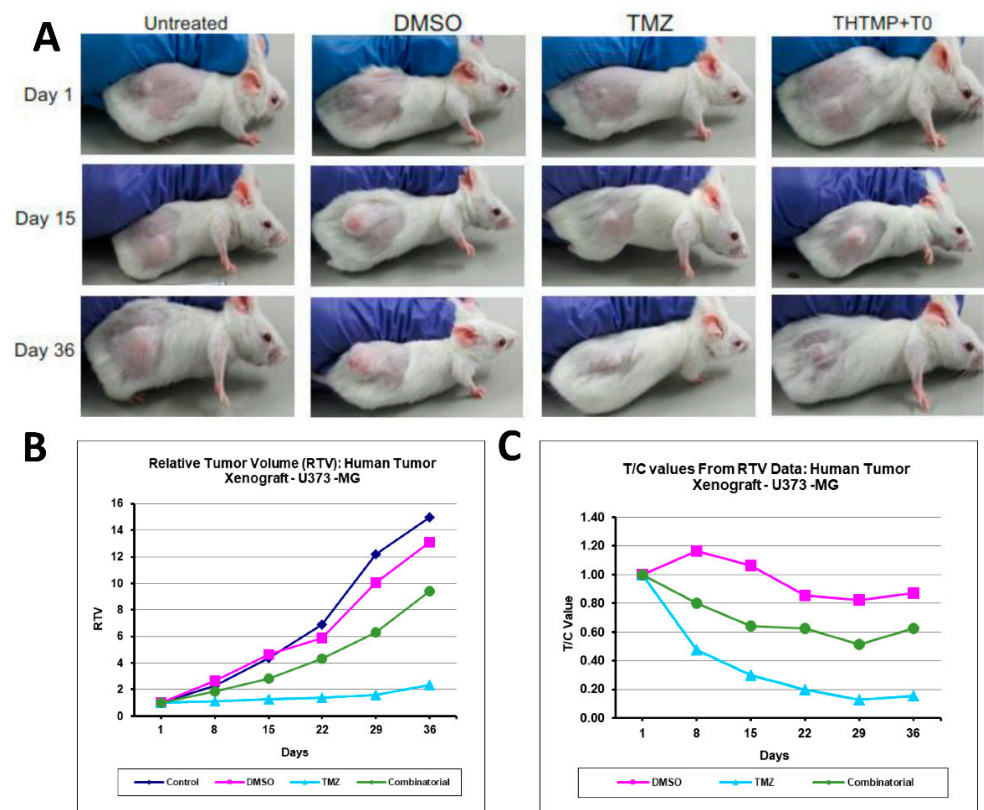 A
Untreated DMSO TMZ THTMP+T0
Day 1
Day 15
Day 36
B
Relative Tumor Volume (RTV): Human Tumor
Xenograft - U373 -MG
16
14
12
10
8
6
4
2
0
RTV
1 8 15 22 29 36
Days
Control DMSO TMZ Combinatorial
C
T/C values From RTV Data: Human Tumor
Xenograft - U373 -MG
1.40
1.20
1.00
0.80
0.60
0.40
0.20
0.00
T/C Value
1 8 15 22 29 36
Days
DMSO TMZ Combinatorial